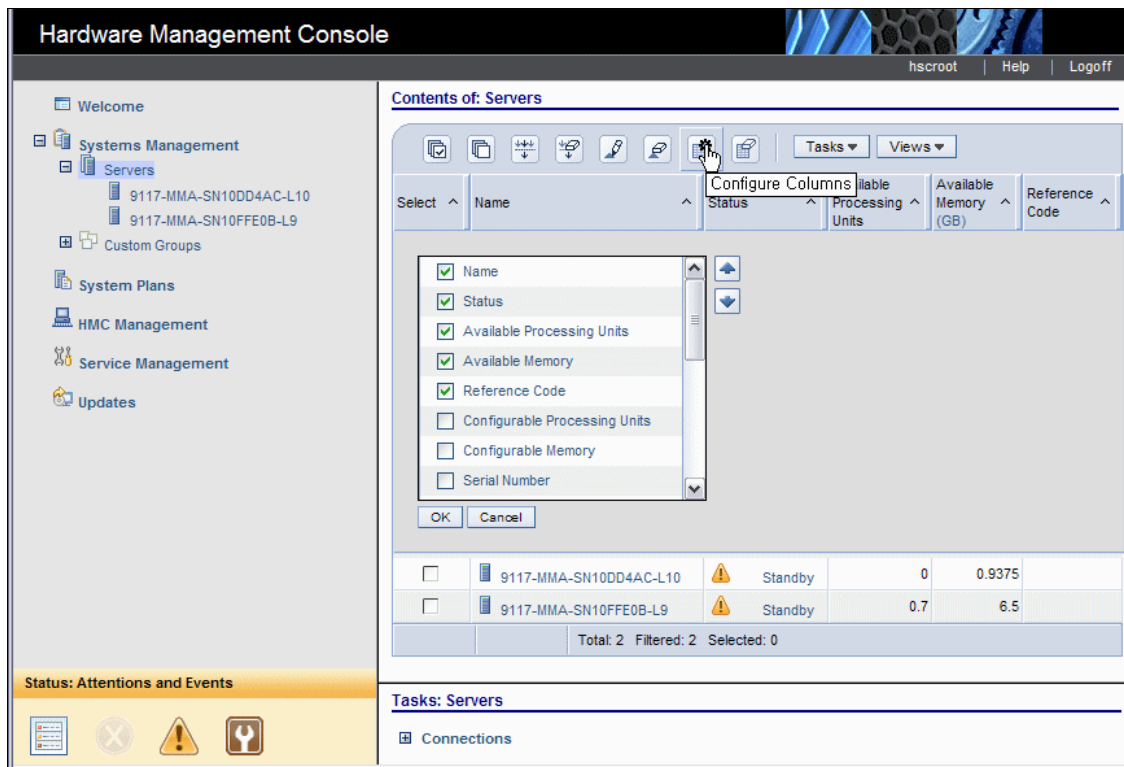 Hardware Management Console
hscroot | Help | Logoff
Welcome
Systems Management
Servers
9117-MMA-SN10DD4AC-L10
9117-MMA-SN10FFE0B-L9
Custom Groups
System Plans
HMC Management
Service Management
Updates
Status: Attentions and Events
Contents of: Servers
Tasks Views
Configure Columns
Select ^ Name ^ Status ^ ilable Processing Units ^ Available Memory (GB) ^ Reference Code ^
Name
Status
Available Processing Units
Available Memory
Reference Code
Configurable Processing Units
Configurable Memory
Serial Number
OK Cancel
9117-MMA-SN10DD4AC-L10 Standby 0 0.9375
9117-MMA-SN10FFE0B-L9 Standby 0.7 6.5
Total: 2 Filtered: 2 Selected: 0
Tasks: Servers
Connections